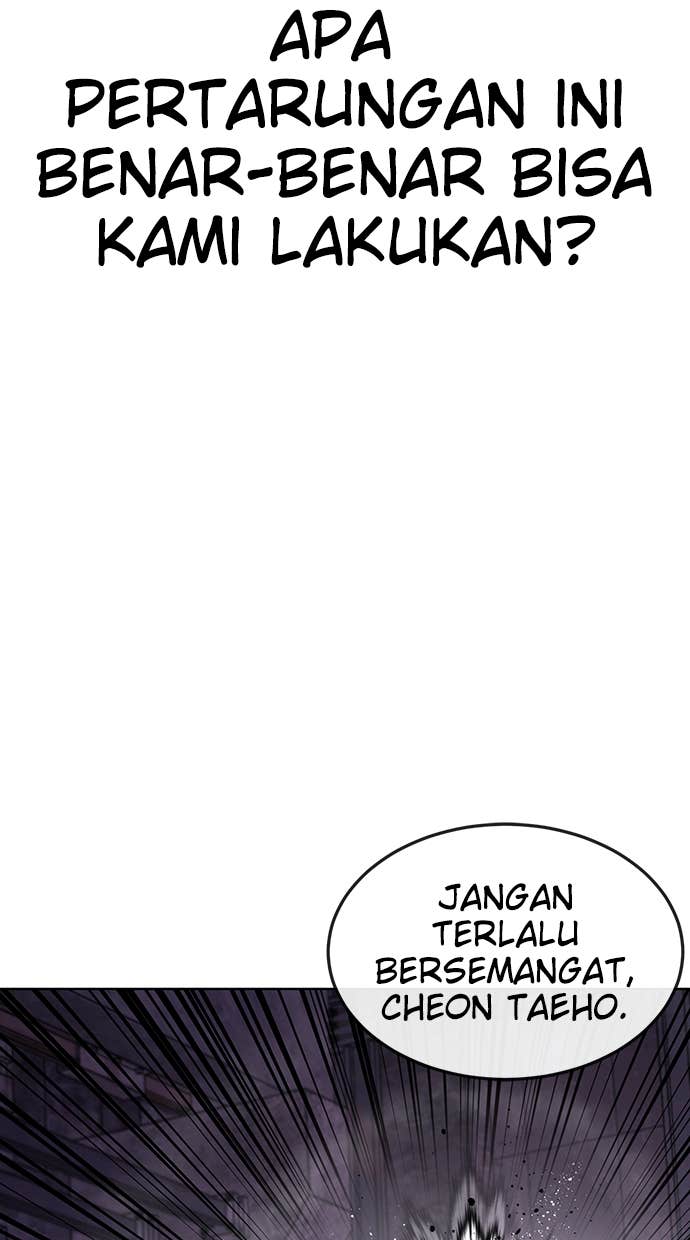 APA
PERTARUNGAN INI
BENAR-BENAR BISA
KAMI LAKUKAN?
JANGAN
TERLALU
BERSEMANGAT,
CHEON TAEHO.